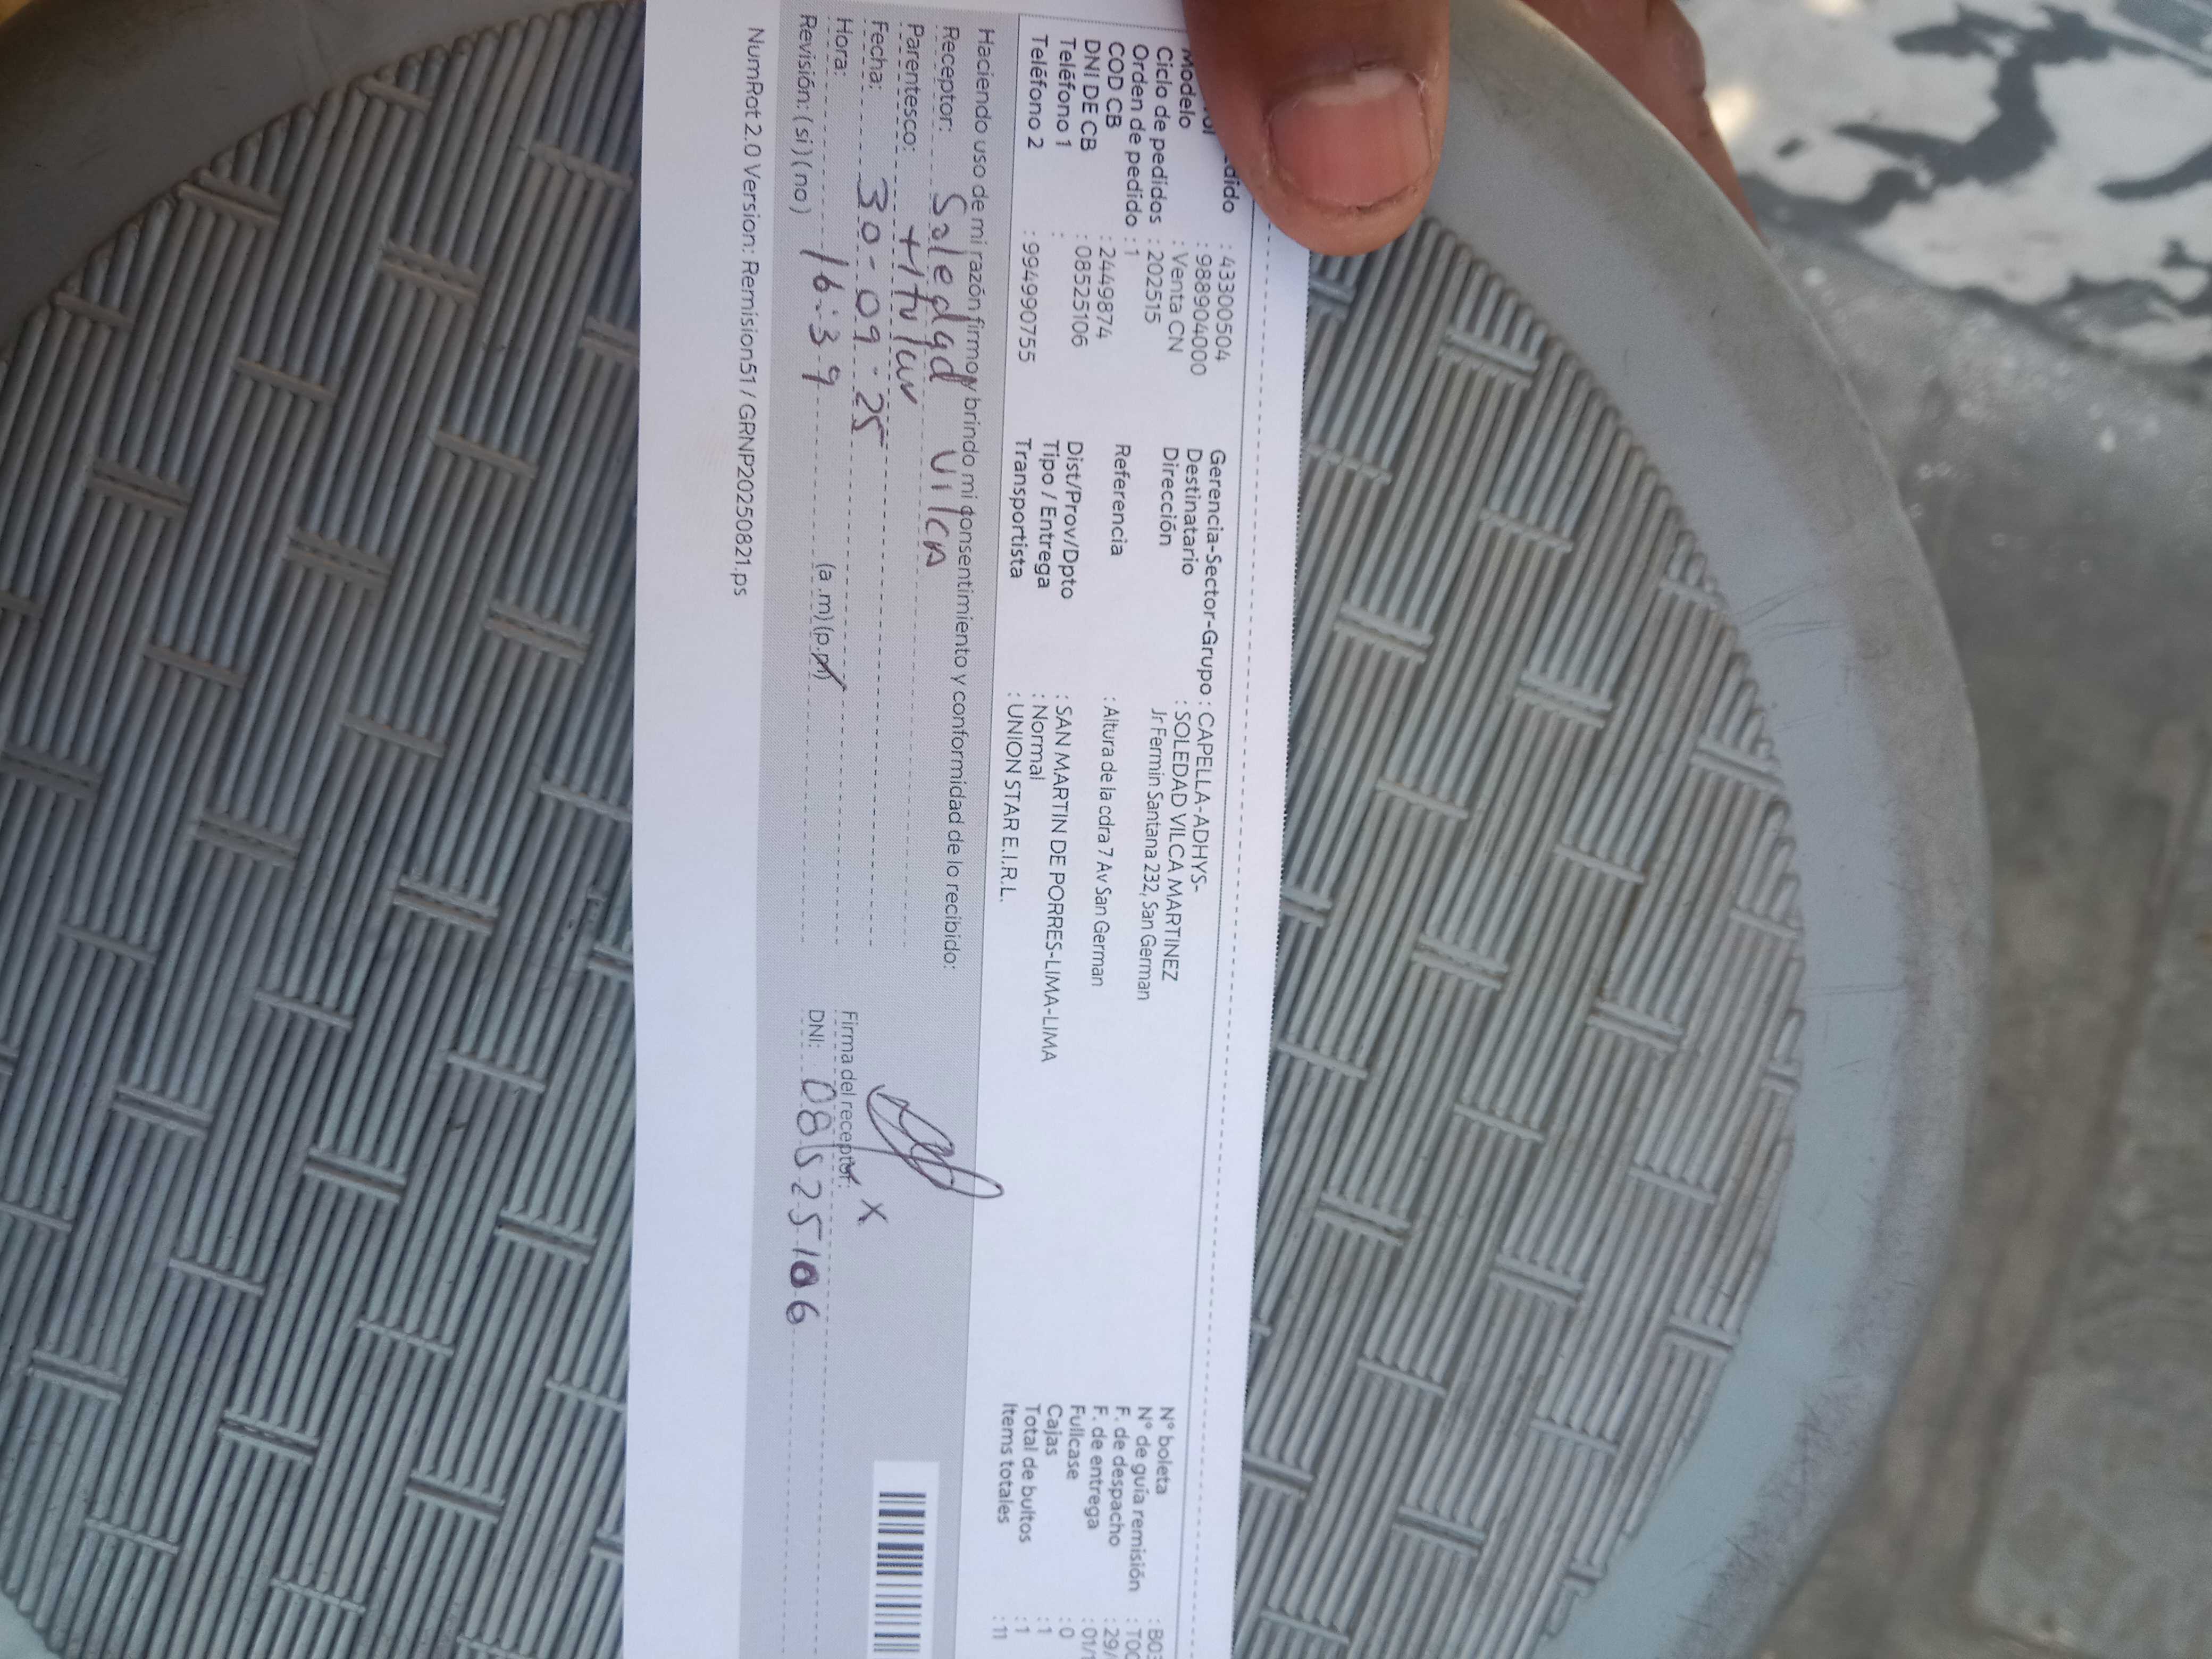 : 43300504
: 988904000
Modelo : Venta CN
Ciclo de pedidos : 202515
Orden de pedido : 1
COD CB : 2449874
DNI DE CB : 08525106
Teléfono 1 :
Teléfono 2 : 994990755
Gerencia-Sector-Grupo : CAPELLA-ADHYS-
Destinatario : SOLEDAD VILCA MARTINEZ
Dirección Jr Fermin Santana 232, San German
Referencia : Altura de la cdra 7 Av San German
Dist/Prov/Dpto : SAN MARTIN DE PORRES-LIMA-LIMA
Tipo / Entrega : Normal
Transportista : UNION STAR E.I.R.L.
N° boleta : B03
N° de guía remisión : T00
F. de despacho : 29/
F. de entrega : 01/1
Fullcase : 0
Cajas : 1
Total de bultos : 1
Items totales : 11
Haciendo uso de mi razón firmo y brindo mi consentimiento y conformidad de lo recibido:
Receptor: Soledad Vilca
Parentesco: titular
Fecha: 30-09-25
Hora: 16:39 (a.m) (p.m)
Revisión: ( si ) ( no )
Firma del receptor: X
DNI: 08525106
NumRot 2.0 Version: Remision51 / GRNP20250821.ps